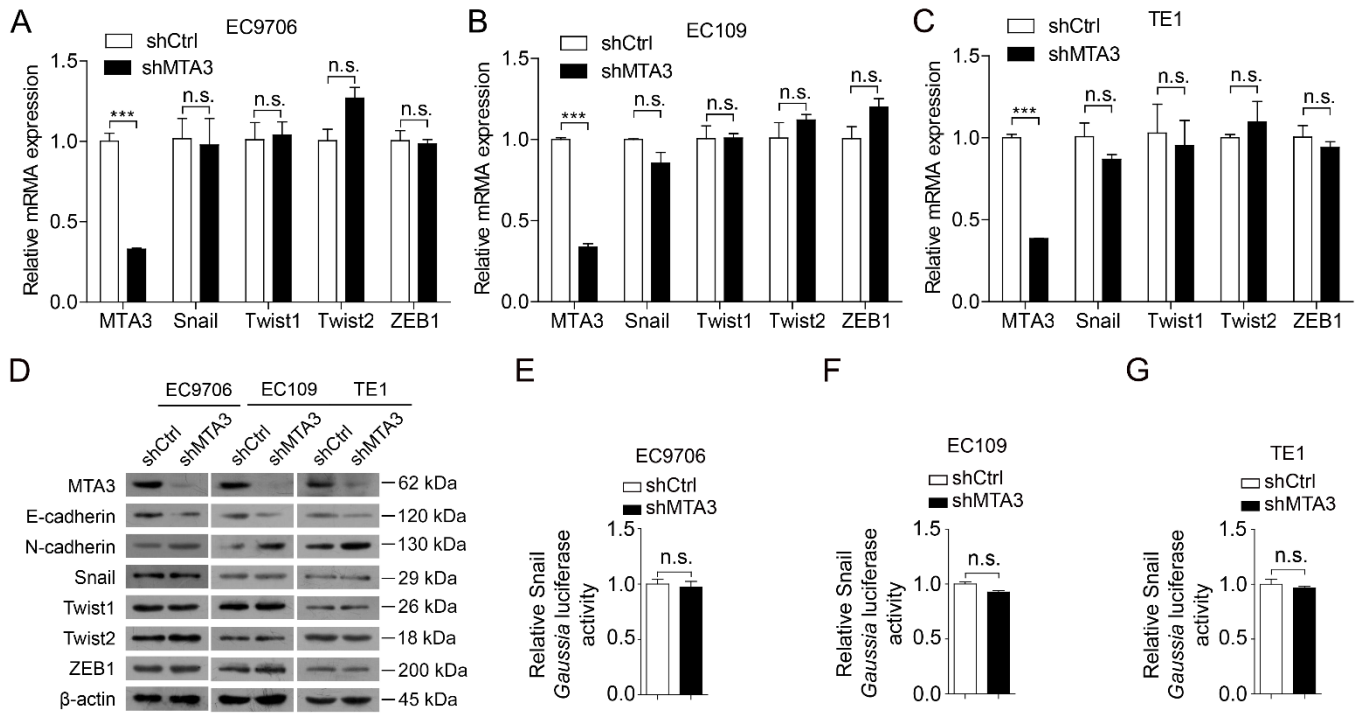 A
EC9706
shCtrl
shMTA3
Relative mRMA expression
1.5
1.0
0.5
0.0
***
n.s.
n.s.
n.s.
n.s.
MTA3 Snail Twist1 Twist2 ZEB1
B
EC109
shCtrl
shMTA3
Relative mRMA expression
1.5
1.0
0.5
0.0
***
n.s.
n.s.
n.s.
n.s.
MTA3 Snail Twist1 Twist2 ZEB1
C
TE1
shCtrl
shMTA3
Relative mRMA expression
1.5
1.0
0.5
0.0
***
n.s.
n.s.
n.s.
n.s.
MTA3 Snail Twist1 Twist2 ZEB1
D
EC9706 EC109 TE1
shCtrl shMTA3 shCtrl shMTA3 shCtrl shMTA3
MTA3 62 kDa
E-cadherin 120 kDa
N-cadherin 130 kDa
Snail 29 kDa
Twist1 26 kDa
Twist2 18 kDa
ZEB1 200 kDa
β-actin 45 kDa
E
EC9706
shCtrl
shMTA3
Relative Snail
Gaussia luciferase
activity
1.5
1.0
0.5
0.0
n.s.
F
EC109
shCtrl
shMTA3
Relative Snail
Gaussia luciferase
activity
1.5
1.0
0.5
0.0
n.s.
G
TE1
shCtrl
shMTA3
Relative Snail
Gaussia luciferase
activity
1.5
1.0
0.5
0.0
n.s.